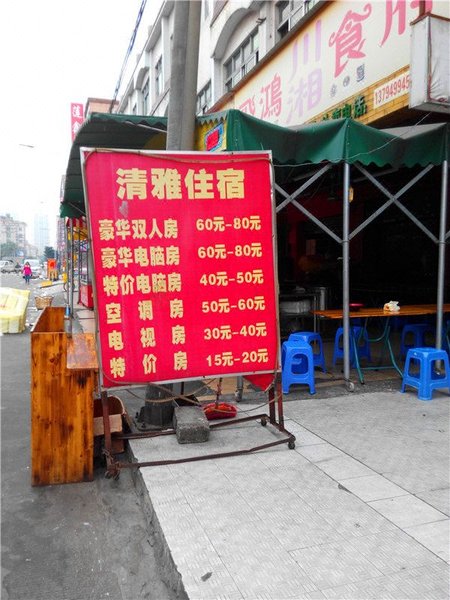 鸿川湘食府
13794994
清雅住宿
豪华双人房 60元-80元
豪华电脑房 60元-80元
特价电脑房 40元-50元
空调房 50元-60元
电视房 30元-40元
特价房 15元-20元